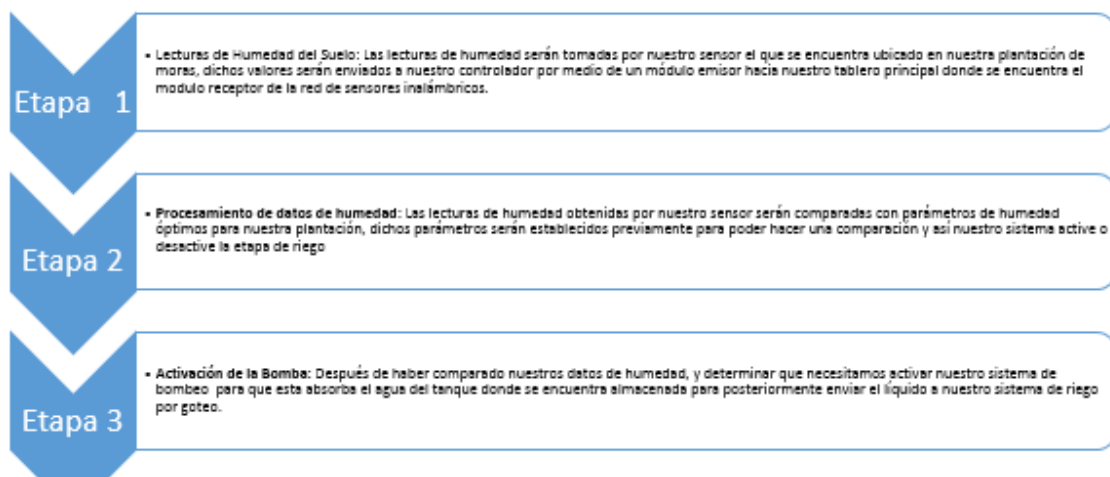 Etapa 1
• Lecturas de Humedad del Suelo: Las lecturas de humedad serán tomadas por nuestro sensor el que se encuentra ubicado en nuestra plantación de
moras, dichos valores serán enviados a nuestro controlador por medio de un módulo emisor hacia nuestro tablero principal donde se encuentra el
modulo receptor de la red de sensores inalámbricos.
Etapa 2
• Procesamiento de datos de humedad: Las lecturas de humedad obtenidas por nuestro sensor serán comparadas con parámetros de humedad
óptimos para nuestra plantación, dichos parámetros serán establecidos previamente para poder hacer una comparación y así nuestro sistema active o
desactive la etapa de riego
Etapa 3
• Activación de la Bomba: Después de haber comparado nuestros datos de humedad, y determinar que necesitamos activar nuestro sistema de
bombeo para que esta absorba el agua del tanque donde se encuentra almacenada para posteriormente enviar el líquido a nuestro sistema de riego
por goteo.